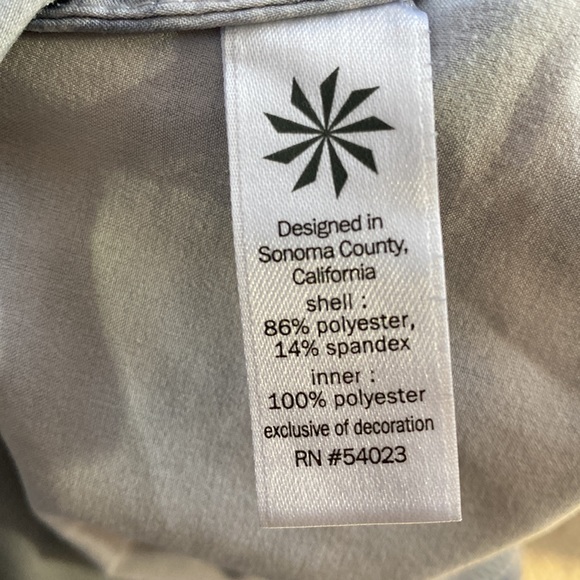 Designed in
Sonoma County,
California
shell :
86% polyester,
14% spandex
inner :
100% polyester
exclusive of decoration
RN #54023